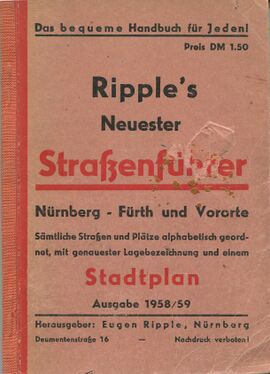 Das bequeme Handbuch für Jeden!
Preis DM 1.50
Ripple's
Neuester
Straßenführer
Nürnberg - Fürth und Vororte
Sämtliche Straßen und Plätze alphabetisch geord-
net, mit genauester Lagebezeichnung und einem
Stadtplan
Ausgabe 1958/59
Herausgeber: Eugen Ripple, Nürnberg
Deumentenstraße 16 — Nachdruck verboten!